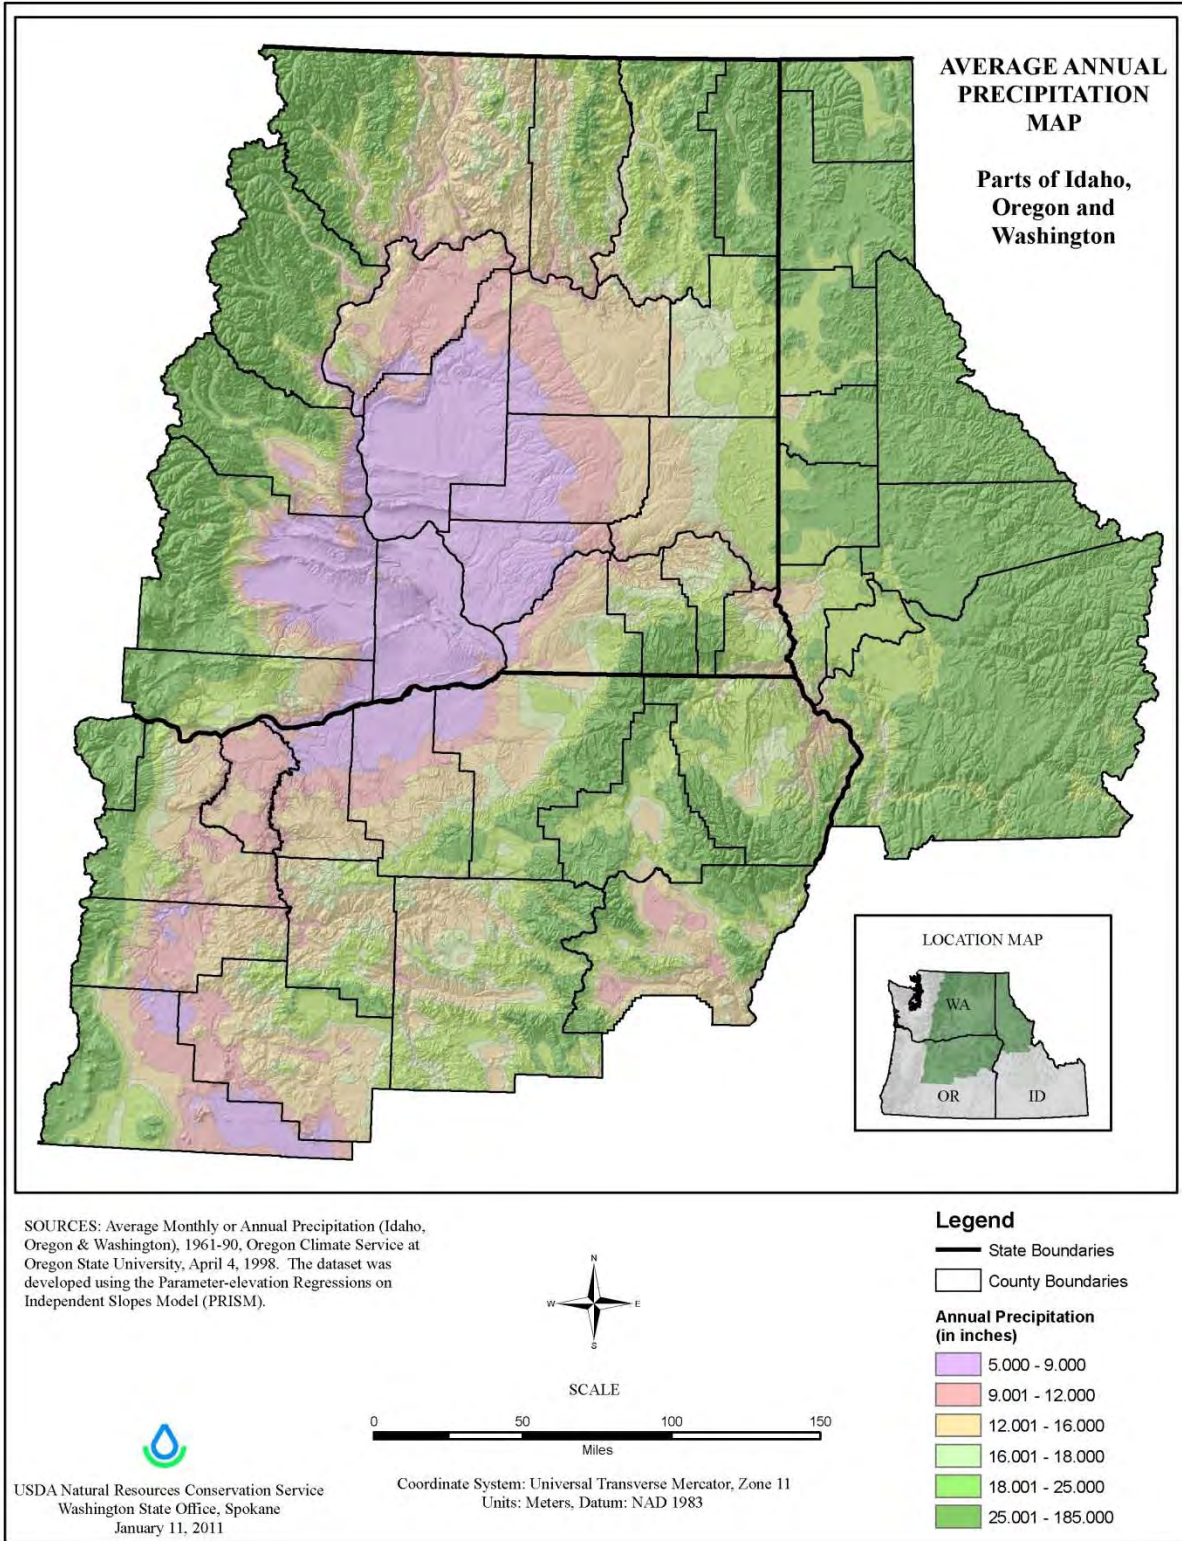 AVERAGE ANNUAL
PRECIPITATION
MAP
Parts of Idaho,
Oregon and
Washington
LOCATION MAP
WA
OR
ID
SOURCES: Average Monthly or Annual Precipitation (Idaho,
Oregon & Washington), 1961-90, Oregon Climate Service at
Oregon State University, April 4, 1998. The dataset was
developed using the Parameter-elevation Regressions on
Independent Slopes Model (PRISM).
N
W
E
S
SCALE
0 50 100 150
Miles
Coordinate System: Universal Transverse Mercator, Zone 11
Units: Meters, Datum: NAD 1983
USDA Natural Resources Conservation Service
Washington State Office, Spokane
January 11, 2011
Legend
State Boundaries
County Boundaries
Annual Precipitation
(in inches)
5.000 - 9.000
9.001 - 12.000
12.001 - 16.000
16.001 - 18.000
18.001 - 25.000
25.001 - 185.000